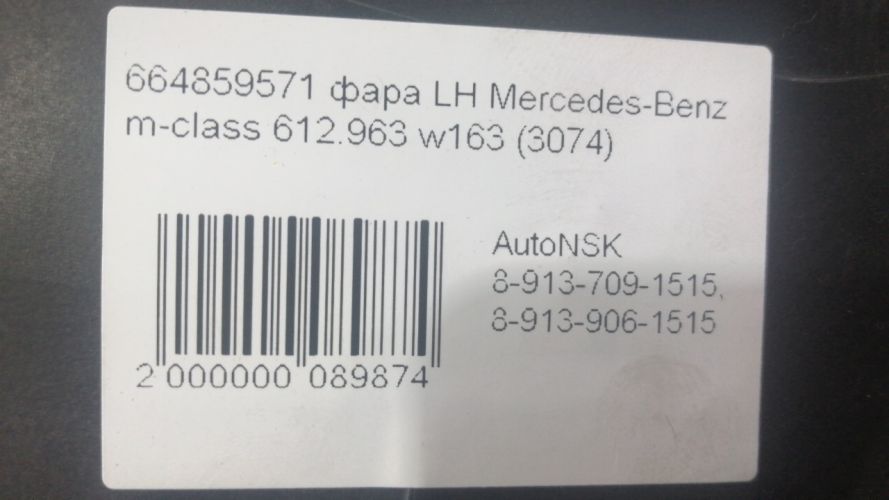 664859571 фара LH Mercedes-Benz
m-class 612.963 w163 (3074)
AutoNSK
8-913-709-1515,
8-913-906-1515
2 000000 089874